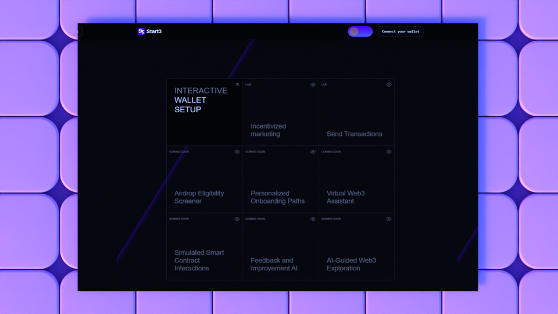 Start3
Connect your wallet
INTERACTIVE
WALLET
SETUP
LIVE
Incentivized
marketing
LIVE
Send Transactions
COMING SOON
Airdrop Eligibility
Screener
COMING SOON
Personalized
Onboarding Paths
COMING SOON
Virtual Web3
Assistant
COMING SOON
Simulated Smart
Contract
Interactions
COMING SOON
Feedback and
Improvement AI
COMING SOON
AI-Guided Web3
Exploration